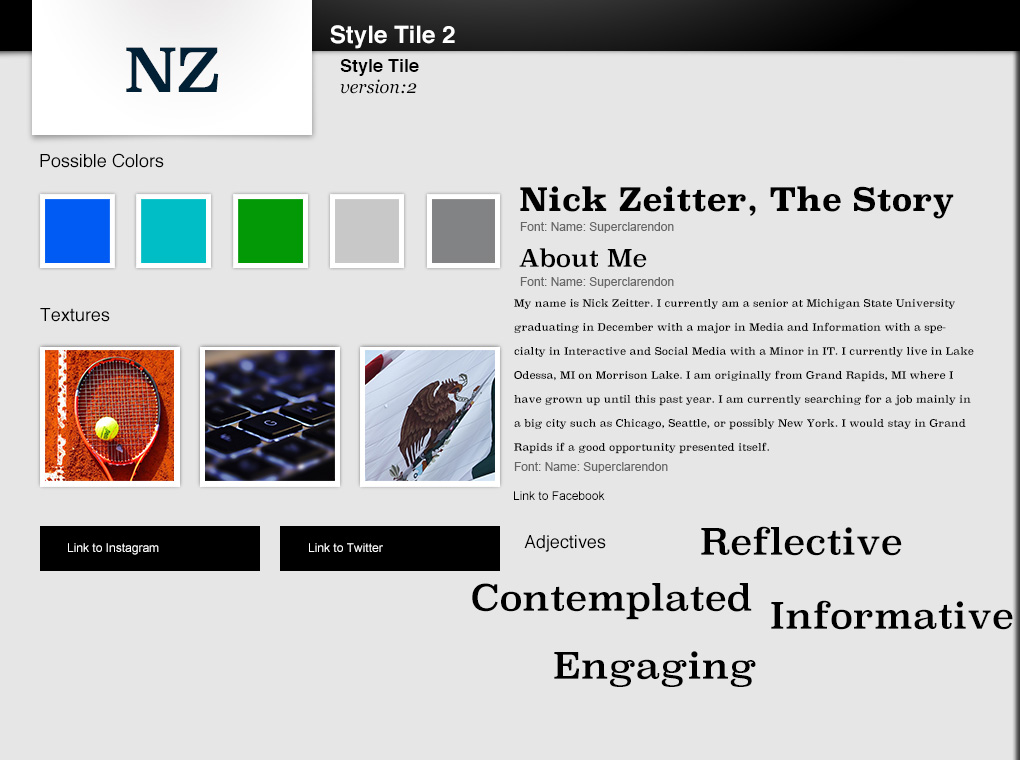 NZ
Style Tile 2
Style Tile
version:2
Possible Colors
Nick Zeitter, The Story
Font: Name: Superclarendon
About Me
Font: Name: Superclarendon
Textures
My name is Nick Zeitter. I currently am a senior at Michigan State University
graduating in December with a major in Media and Information with a spe-
cialty in Interactive and Social Media with a Minor in IT. I currently live in Lake
Odessa, MI on Morrison Lake. I am originally from Grand Rapids, MI where I
have grown up until this past year. I am currently searching for a job mainly in
a big city such as Chicago, Seattle, or possibly New York. I would stay in Grand
Rapids if a good opportunity presented itself.
Font: Name: Superclarendon
Link to Facebook
Link to Instagram
Link to Twitter
Adjectives
Reflective
Contemplated
Informative
Engaging